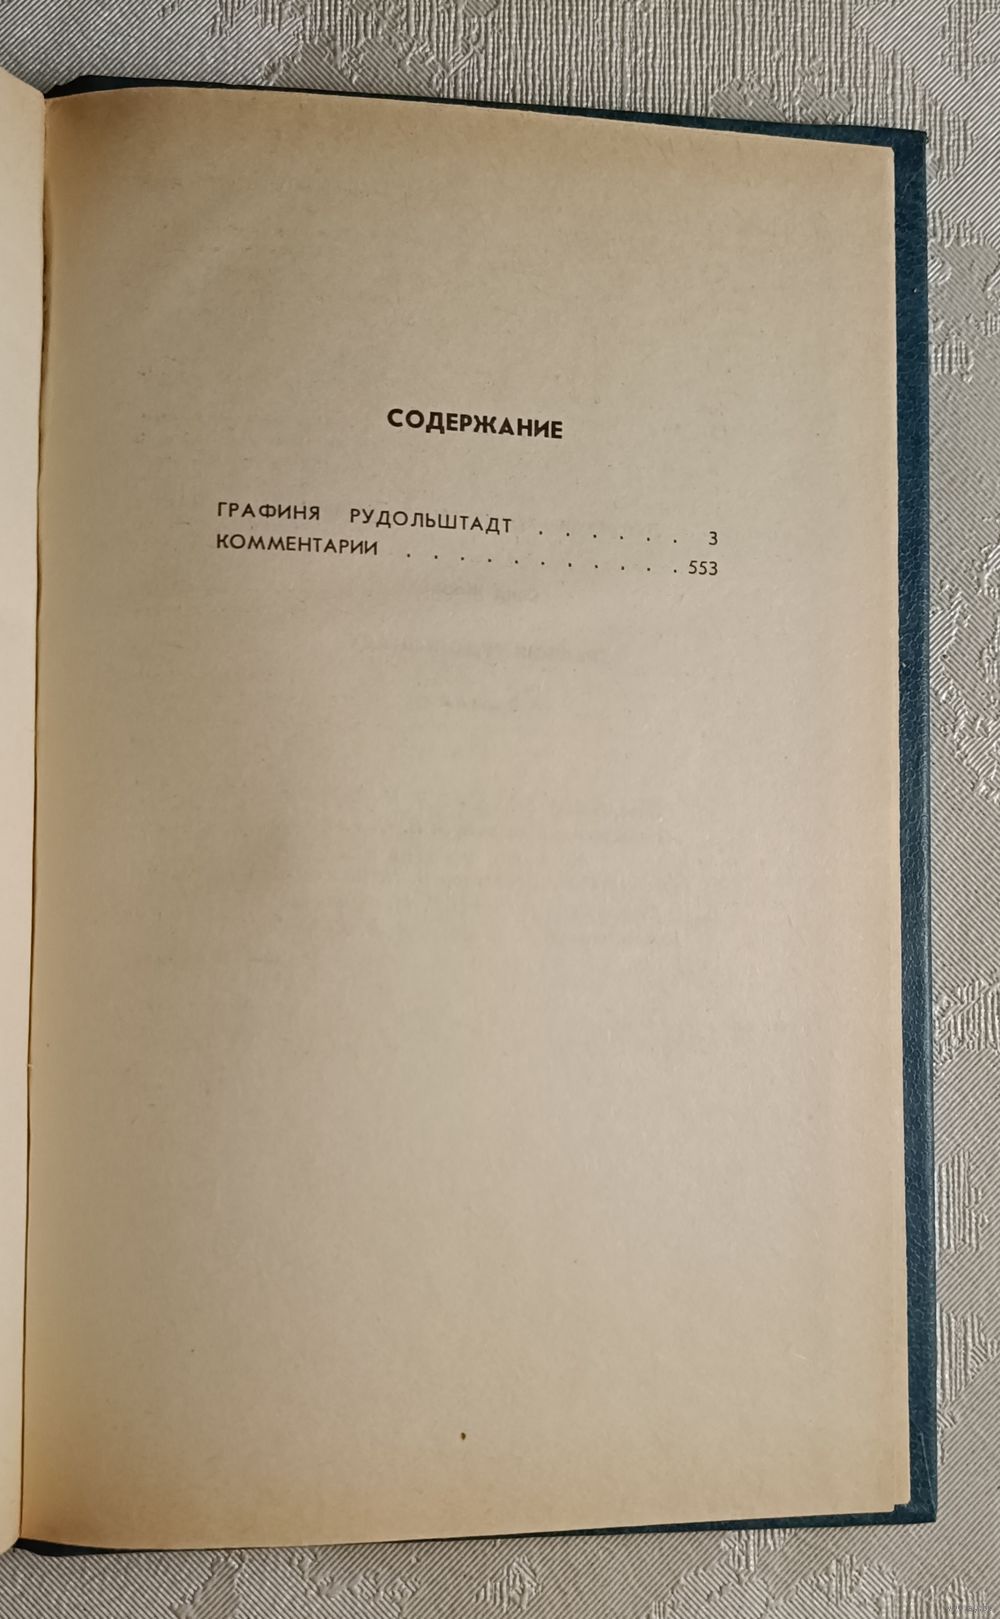 СОДЕРЖАНИЕ
ГРАФИНЯ РУДОЛЬШТАДТ . . . . . . 3
КОММЕНТАРИИ . . . . . . . . . . . 553